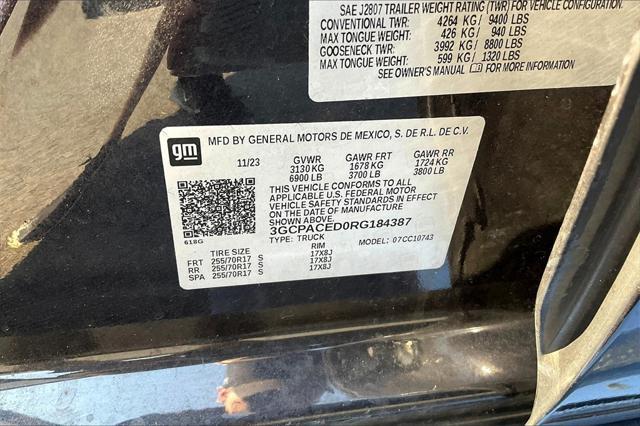 SAE J2807 TRAILER WEIGHT RATING (TWR) FOR VEHICLE CONFIGURATION.
CONVENTIONAL TWR: 4264 KG/ 9400 LBS
MAX TONGUE WEIGHT: 426 KG/ 940 LBS
GOOSENECK TWR: 3992 KG/ 8800 LBS
MAX TONGUE WEIGHT: 599 KG/ 1320 LBS
SEE OWNER'S MANUAL FOR MORE INFORMATION
gm
MFD BY GENERAL MOTORS DE MEXICO, S. DE R.L. DE C.V.
11/23 GVWR GAWR FRT GAWR RR
3130 KG 1678 KG 1724 KG
6900 LB 3700 LB 3800 LB
THIS VEHICLE CONFORMS TO ALL
APPLICABLE U.S. FEDERAL MOTOR
VEHICLE SAFETY STANDARDS IN
EFFECT ON THE DATE OF MANUFACTURE
SHOWN ABOVE.
3GCPACED0RG184387
618G
TYPE: TRUCK MODEL: 07CC10743
TIRE SIZE RIM
FRT 255/70R17 S 17X8J
RR 255/70R17 S 17X8J
SPA 255/70R17 S 17X8J